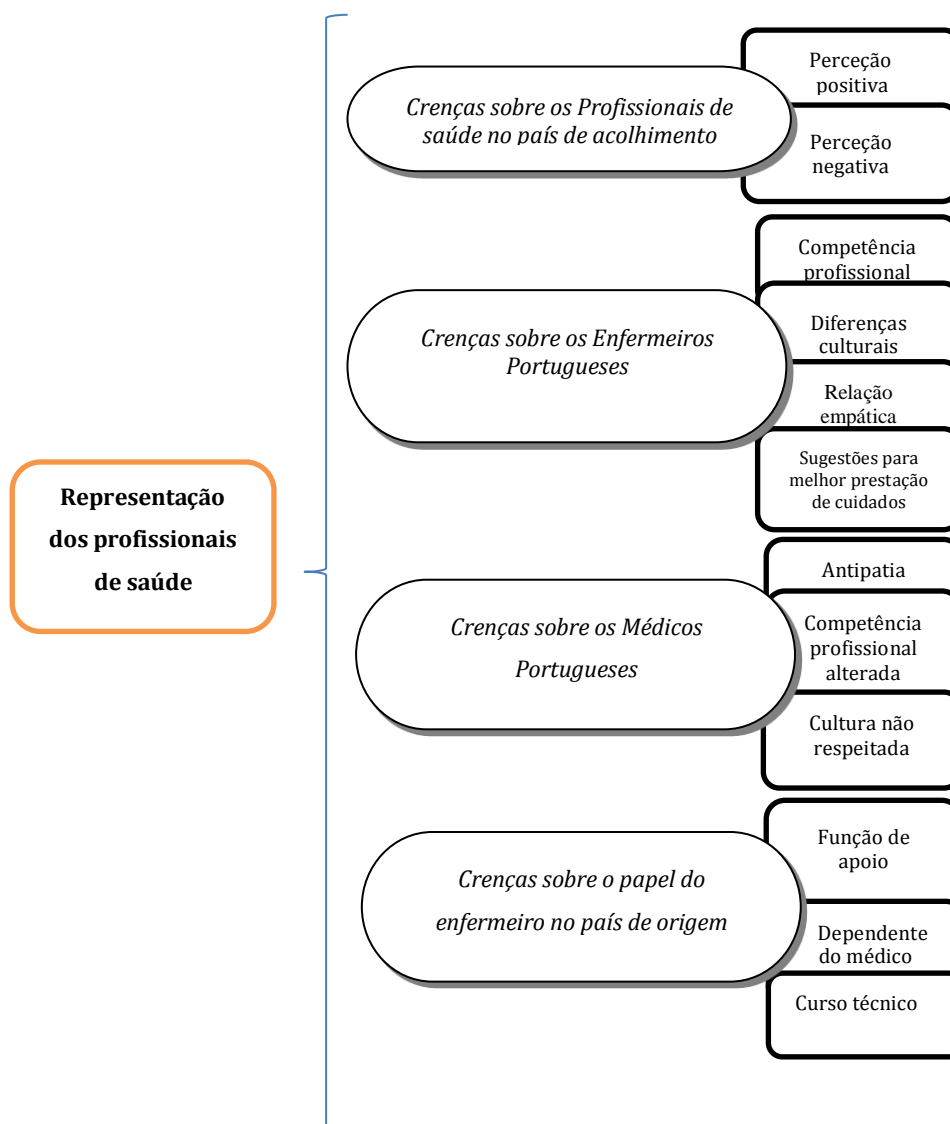 Representação
dos profissionais
de saúde
Crenças sobre os Profissionais de
saúde no país de acolhimento
Perceção
positiva
Perceção
negativa
Crenças sobre os Enfermeiros
Portugueses
Competência
profissional
Diferenças
culturais
Relação
empática
Sugestões para
melhor prestação
de cuidados
Crenças sobre os Médicos
Portugueses
Antipatia
Competência
profissional
alterada
Cultura não
respeitada
Crenças sobre o papel do
enfermeiro no país de origem
Função de
apoio
Dependente
do médico
Curso técnico